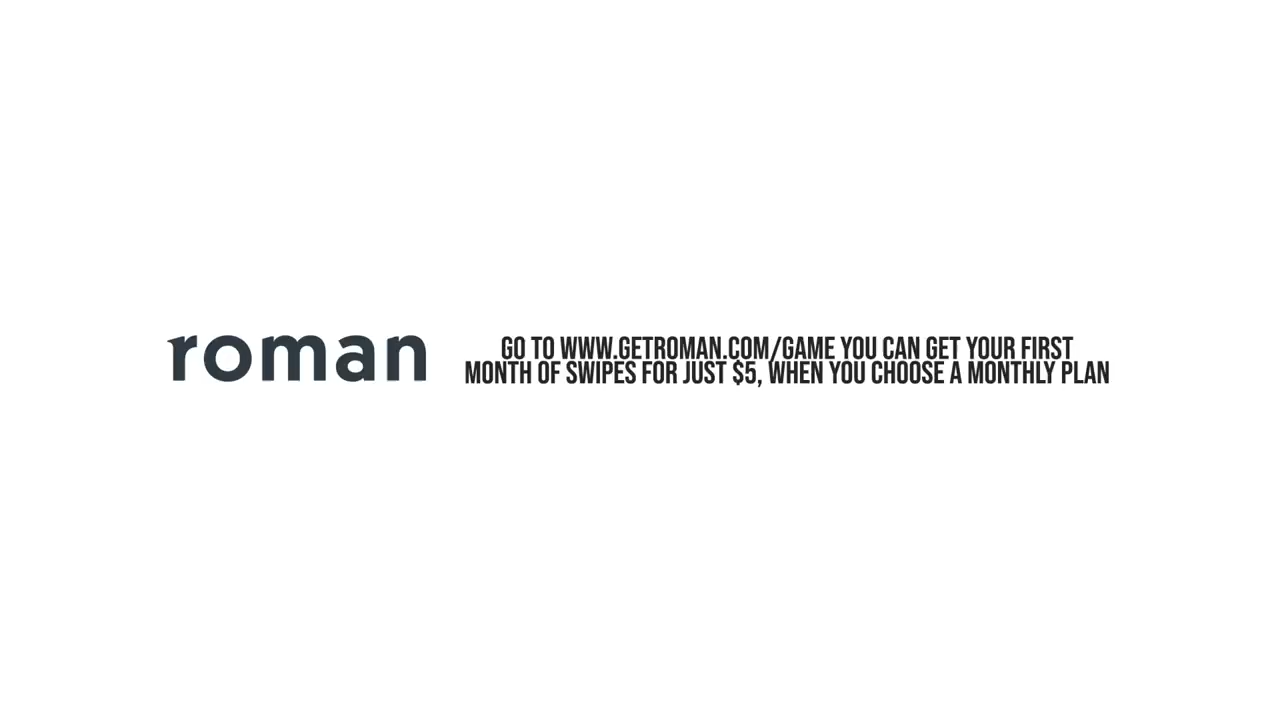 roman
GO TO WWW.GETROMAN.COM/GAME YOU CAN GET YOUR FIRST
MONTH OF SWIPES FOR JUST $5, WHEN YOU CHOOSE A MONTHLY PLAN